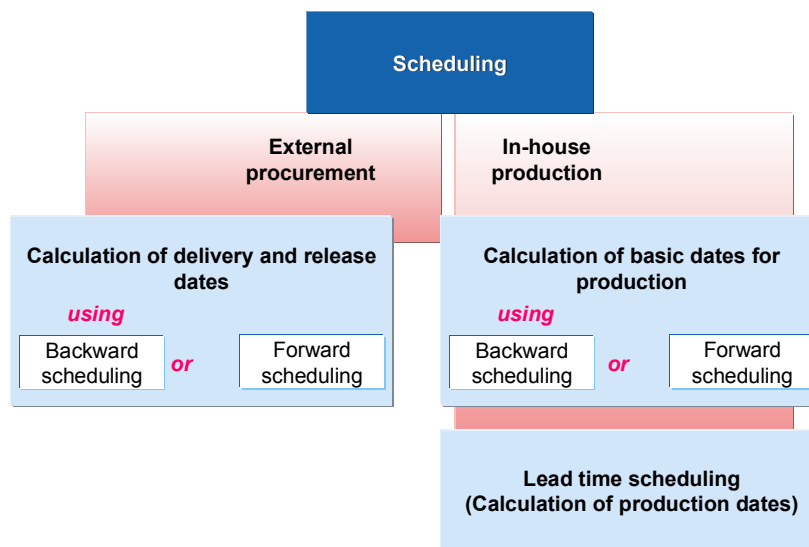 Scheduling
External
procurement
In-house
production
Calculation of delivery and release
dates
using
Backward
scheduling
or
Forward
scheduling
Calculation of basic dates for
production
using
Backward
scheduling
or
Forward
scheduling
Lead time scheduling
(Calculation of production dates)